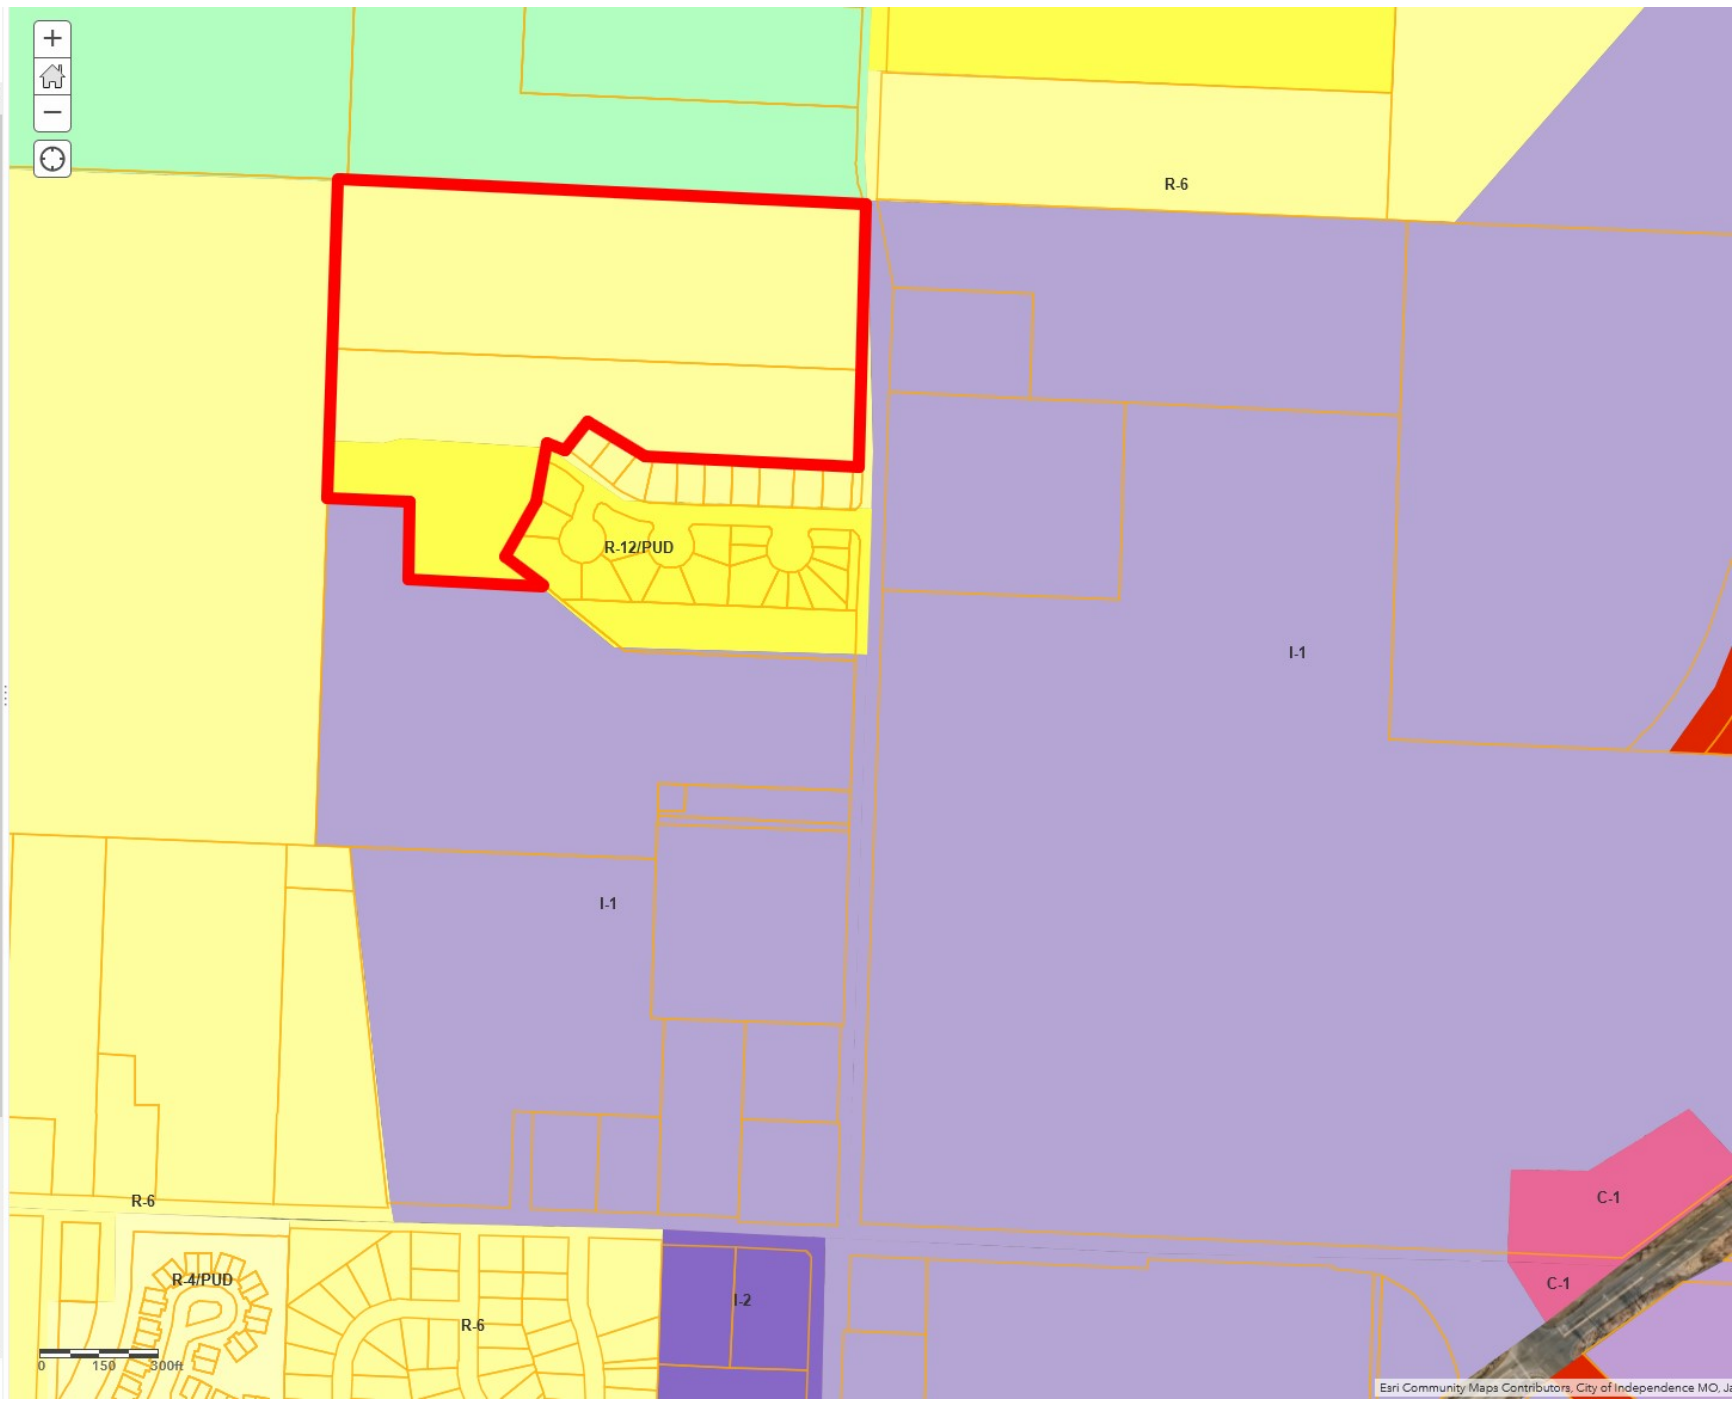 +
−
R-6
R-12/PUD
I-1
I-1
R-6
C-1
R-4/PUD
C-1
I-2
R-6
0 150 300ft
Esri Community Maps Contributors, City of Independence MO,